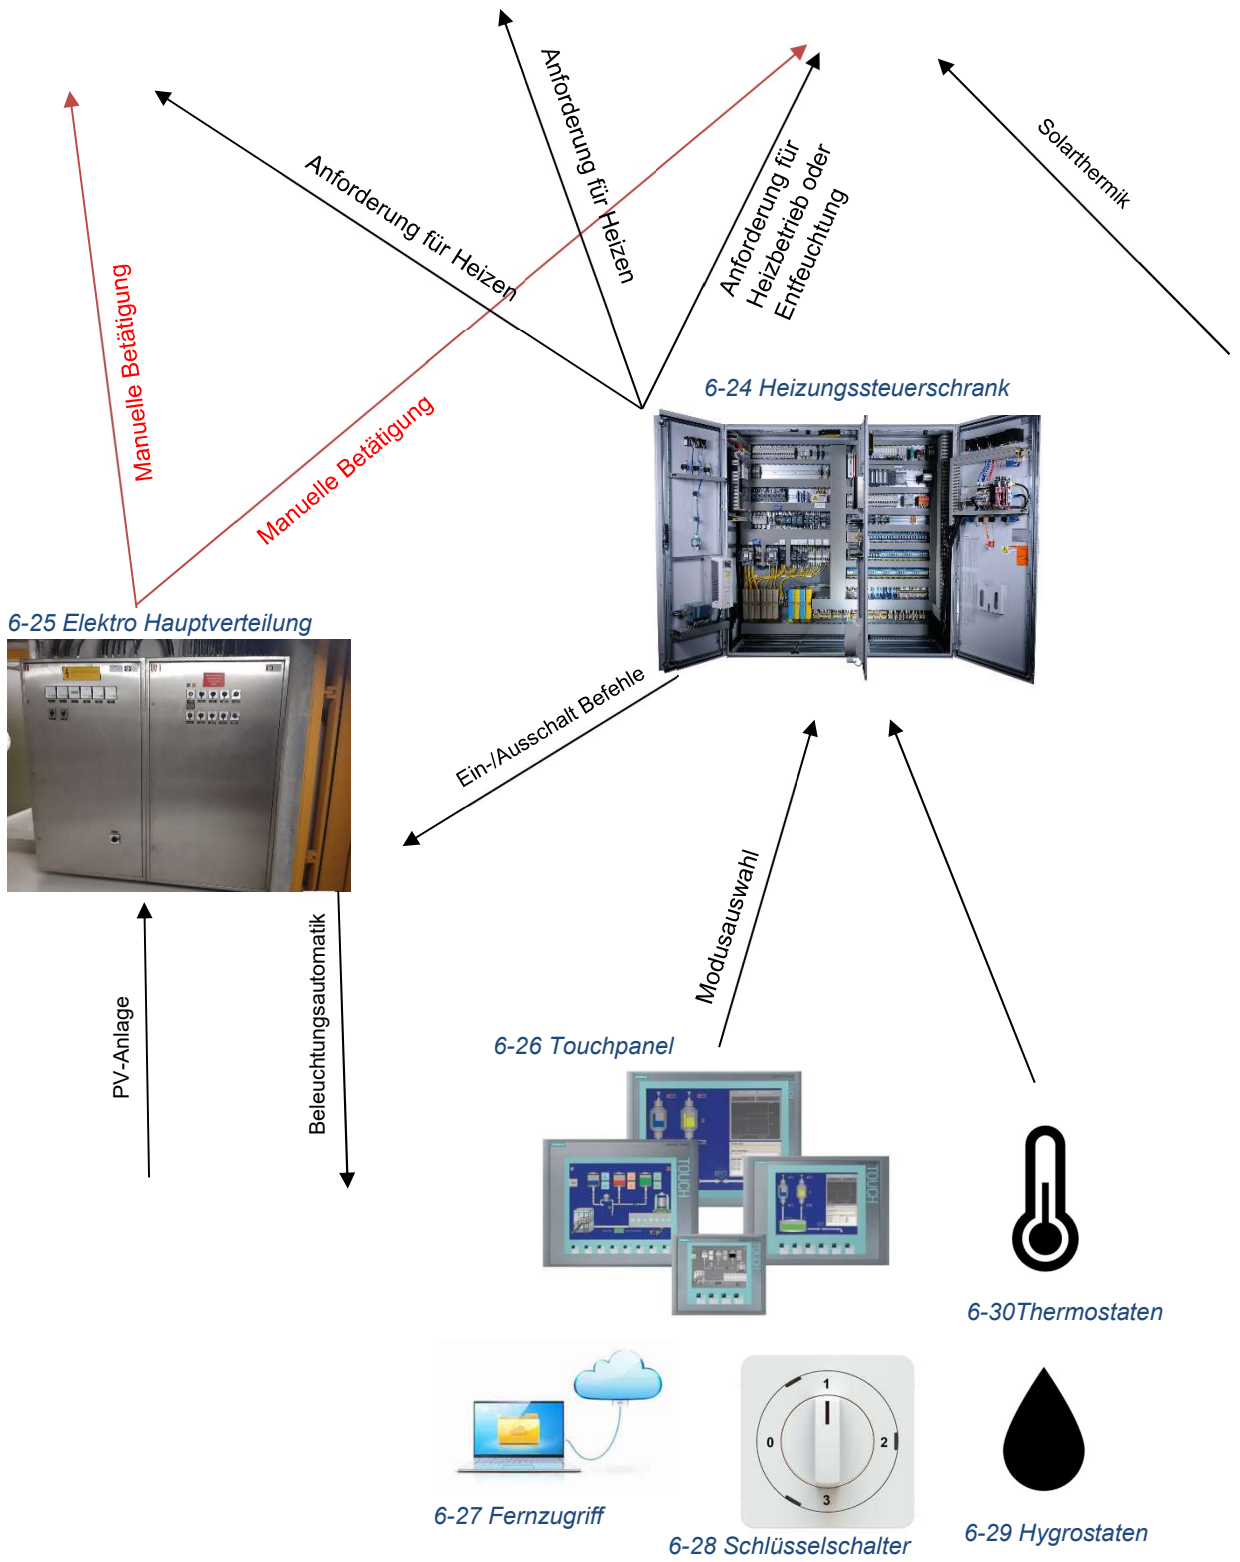 Anforderung für Heizen
Anforderung für Heizen
Anforderung für
Heizbetrieb oder
Entfeuchtung
Solarthermik
Manuelle Betätigung
Manuelle Betätigung
6-24 Heizungssteuerschrank
6-25 Elektro Hauptverteilung
Ein-/Ausschalt Befehle
PV-Anlage
Beleuchtungsautomatik
Modusauswahl
6-26 Touchpanel
TOUCH
TOUCH
6-30Thermostaten
1
0
2
3
6-27 Fernzugriff
6-28 Schlüsselschalter
6-29 Hygrostaten